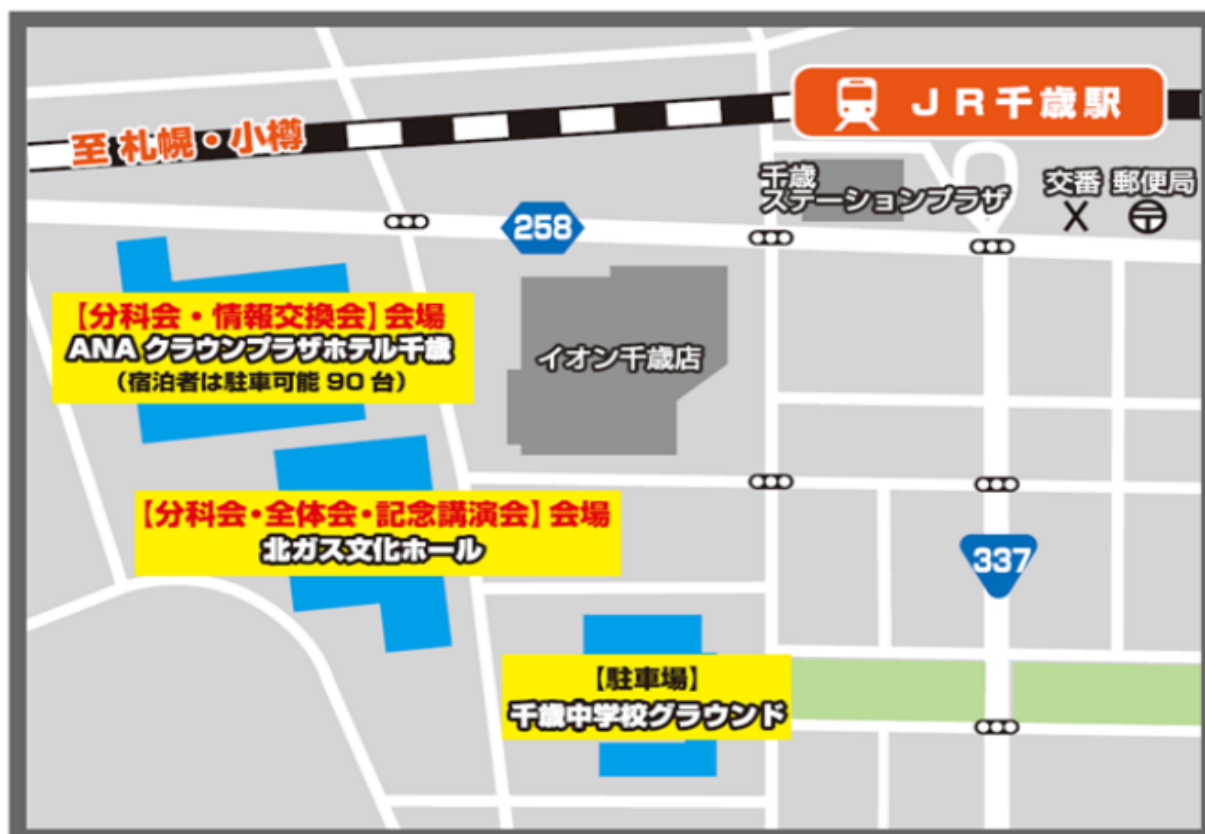 JR千歳駅
至 札幌・小樽
千歳
ステーションプラザ
交番 郵便局
258
【分科会・情報交換会】会場
ANA クラウンプラザホテル千歳
（宿泊者は駐車可能 90 台）
イオン千歳店
【分科会・全体会・記念講演会】会場
北ガス文化ホール
337
【駐車場】
千歳中学校グラウンド